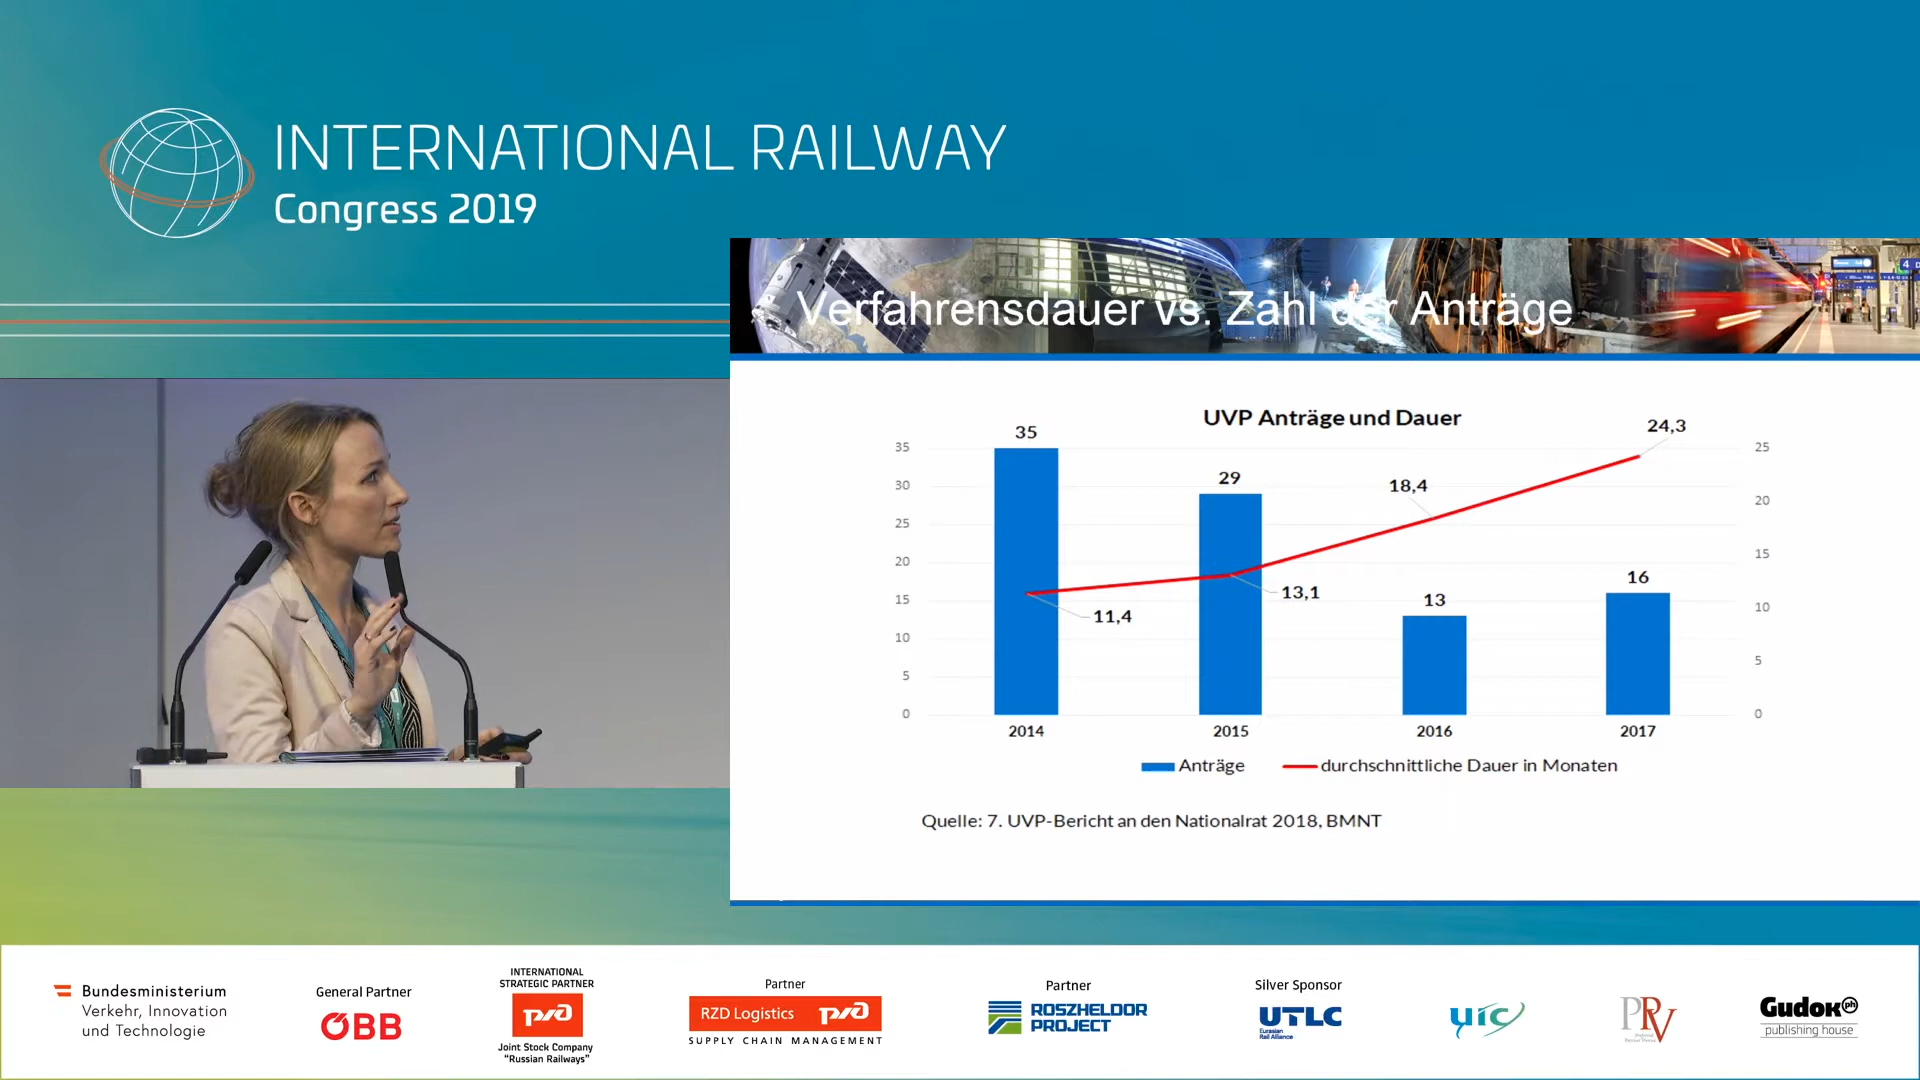 INTERNATIONAL RAILWAY
Congress 2019
Verfahrensdauer vs. Zahl der Anträge
UVP Anträge und Dauer
35
30
25
20
15
10
5
0
35
29
13
16
11,4
13,1
18,4
24,3
25
20
15
10
5
0
2014
2015
2016
2017
Anträge
durchschnittliche Dauer in Monaten
Quelle: 7. UVP-Bericht an den Nationalrat 2018, BMNT
Bundesministerium
Verkehr, Innovation
und Technologie
General Partner
ÖBB
INTERNATIONAL
STRATEGIC PARTNER
Joint Stock Company
"Russian Railways"
Partner
RZD Logistics
SUPPLY CHAIN MANAGEMENT
Partner
ROSZHELDOR
PROJECT
Silver Sponsor
UTLC
Eurasian
Rail Alliance
uic
PRV
GUDOK ph
publishing house